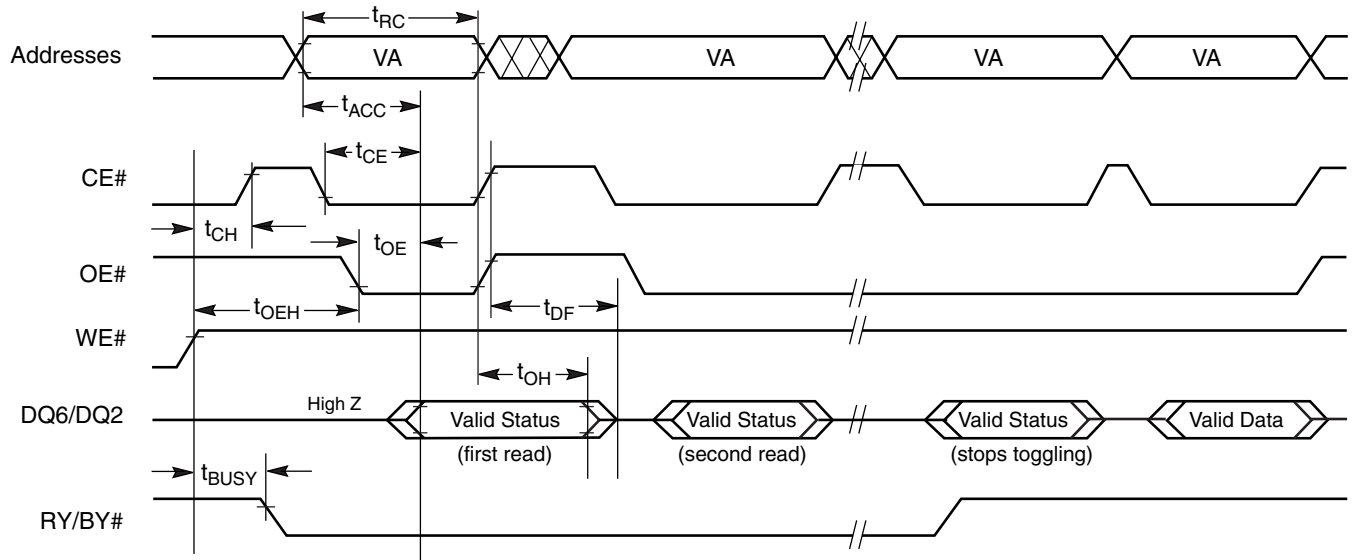 tRC
Addresses VA VA VA VA
tACC
tCE
CE#
tCH tOE
OE#
tOEH tDF
WE#
tOH
High Z
DQ6/DQ2 Valid Status Valid Status Valid Status Valid Data
(first read) (second read) (stops toggling)
tBUSY
RY/BY#